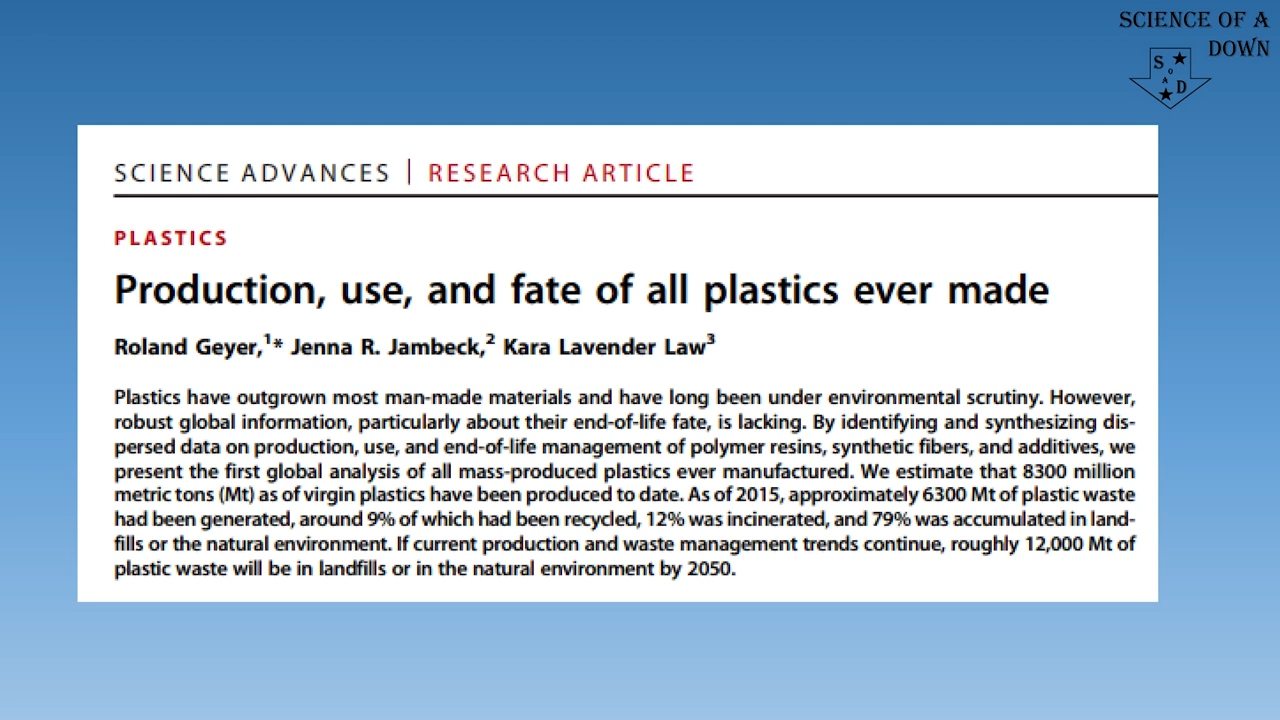 SCIENCE OF A
DOWN
S
O
A
D
SCIENCE ADVANCES | RESEARCH ARTICLE
PLASTICS
Production, use, and fate of all plastics ever made
Roland Geyer,¹* Jenna R. Jambeck,² Kara Lavender Law³
Plastics have outgrown most man-made materials and have long been under environmental scrutiny. However,
robust global information, particularly about their end-of-life fate, is lacking. By identifying and synthesizing dis-
persed data on production, use, and end-of-life management of polymer resins, synthetic fibers, and additives, we
present the first global analysis of all mass-produced plastics ever manufactured. We estimate that 8300 million
metric tons (Mt) as of virgin plastics have been produced to date. As of 2015, approximately 6300 Mt of plastic waste
had been generated, around 9% of which had been recycled, 12% was incinerated, and 79% was accumulated in land-
fills or the natural environment. If current production and waste management trends continue, roughly 12,000 Mt of
plastic waste will be in landfills or in the natural environment by 2050.